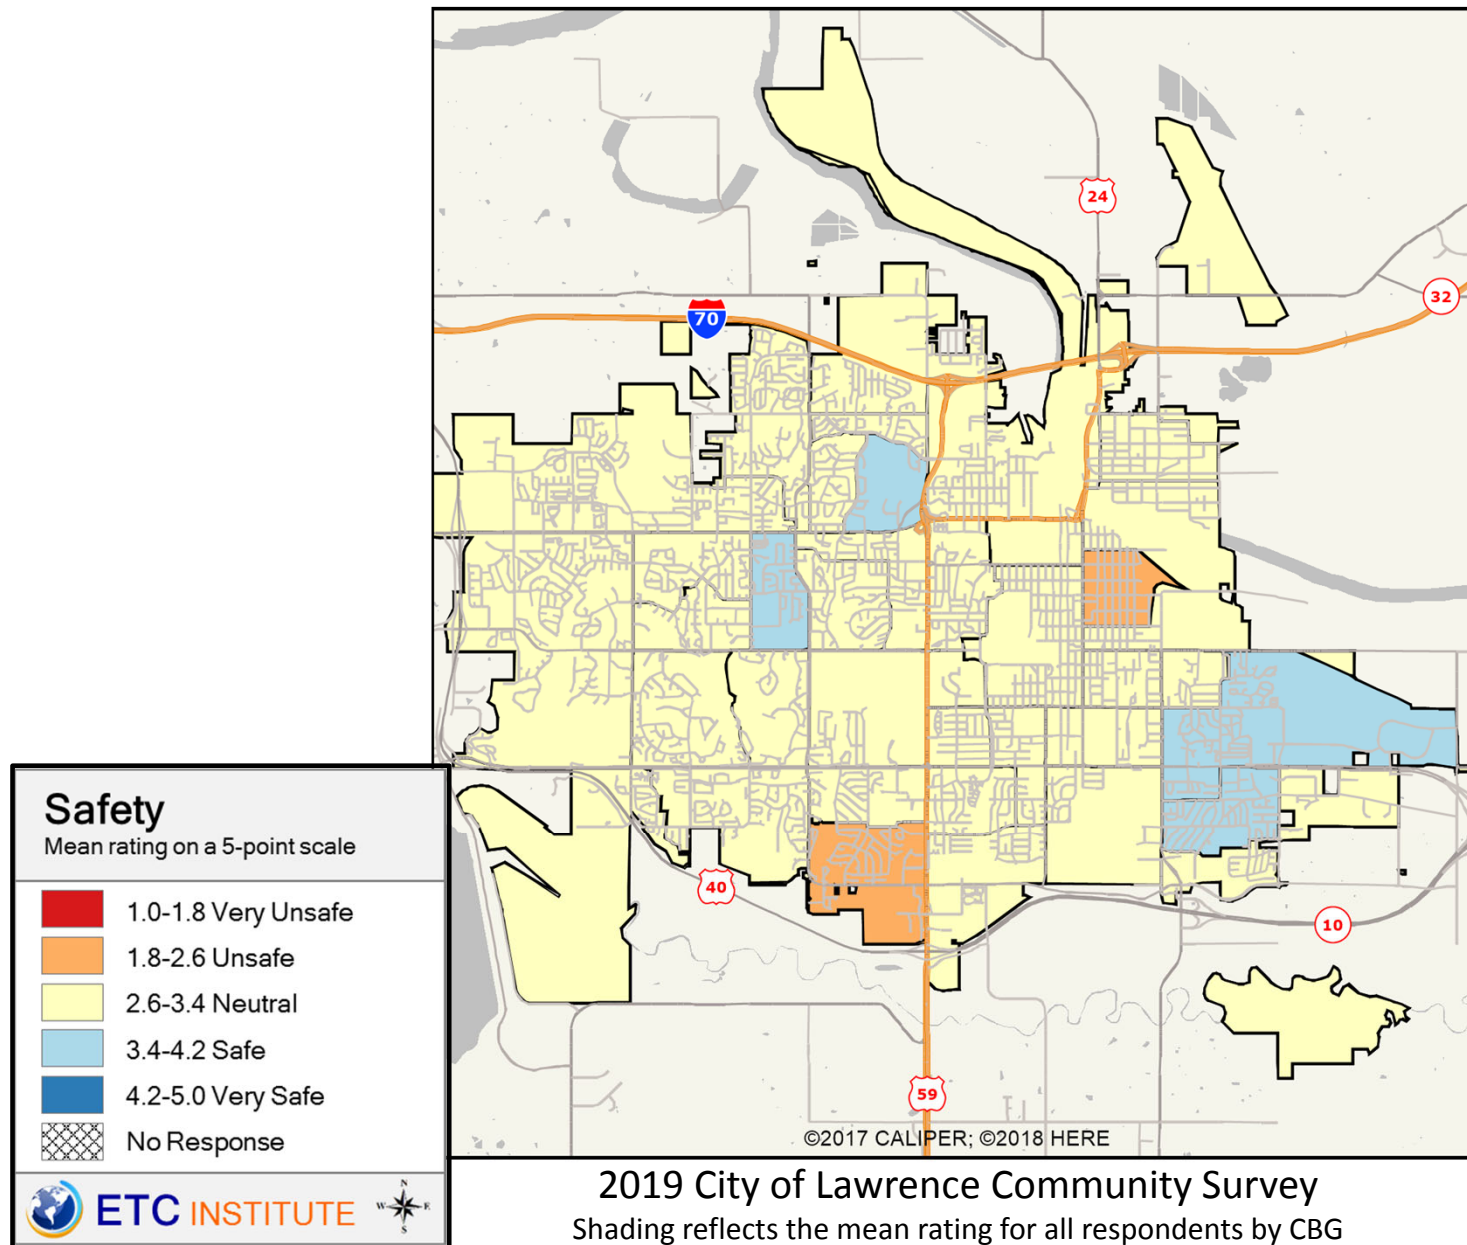 24
32
70
40
10
59
©2017 CALIPER; ©2018 HERE
Safety
Mean rating on a 5-point scale
1.0-1.8 Very Unsafe
1.8-2.6 Unsafe
2.6-3.4 Neutral
3.4-4.2 Safe
4.2-5.0 Very Safe
No Response
ETC INSTITUTE
N
W E
S
2019 City of Lawrence Community Survey
Shading reflects the mean rating for all respondents by CBG